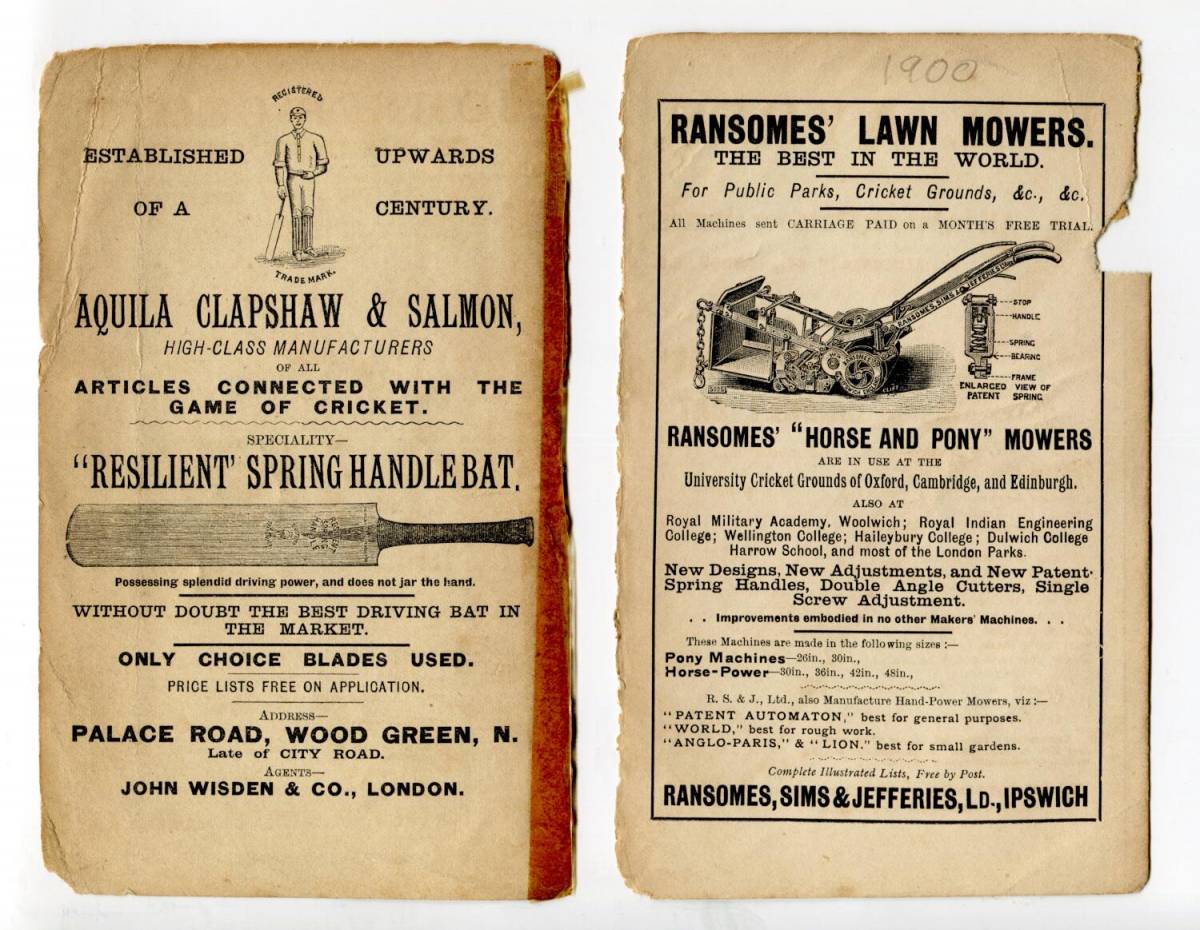 REGISTERED
ESTABLISHED UPWARDS
OF A CENTURY.
TRADE MARK.
AQUILA CLAPSHAW & SALMON,
HIGH-CLASS MANUFACTURERS
OF ALL
ARTICLES CONNECTED WITH THE
GAME OF CRICKET.
SPECIALITY—
"RESILIENT' SPRING HANDLE BAT.
Possessing splendid driving power, and does not jar the hand.
WITHOUT DOUBT THE BEST DRIVING BAT IN
THE MARKET.
ONLY CHOICE BLADES USED.
PRICE LISTS FREE ON APPLICATION.
ADDRESS—
PALACE ROAD, WOOD GREEN, N.
Late of CITY ROAD.
AGENTS—
JOHN WISDEN & CO., LONDON.
1900
RANSOMES' LAWN MOWERS.
THE BEST IN THE WORLD.
For Public Parks, Cricket Grounds, &c., &c.
All Machines sent CARRIAGE PAID on a MONTH'S FREE TRIAL.
RANSOMES, SIMS & JEFFERIES
STOP
HANDLE
SPRING
BEARING
FRAME
ENLARGED VIEW OF
PATENT SPRING
RANSOMES' "HORSE AND PONY" MOWERS
ARE IN USE AT THE
University Cricket Grounds of Oxford, Cambridge, and Edinburgh.
ALSO AT
Royal Military Academy, Woolwich; Royal Indian Engineering
College; Wellington College; Haileybury College; Dulwich College
Harrow School, and most of the London Parks.
New Designs, New Adjustments, and New Patent
Spring Handles, Double Angle Cutters, Single
Screw Adjustment.
. . Improvements embodied in no other Makers' Machines. . .
These Machines are made in the following sizes :—
Pony Machines—26in., 30in.,
Horse-Power—30in., 36in., 42in., 48in.,
R. S. & J., Ltd., also Manufacture Hand-Power Mowers, viz :—
"PATENT AUTOMATON," best for general purposes.
"WORLD," best for rough work.
"ANGLO-PARIS," & "LION." best for small gardens.
Complete Illustrated Lists, Free by Post.
RANSOMES, SIMS & JEFFERIES, LD., IPSWICH